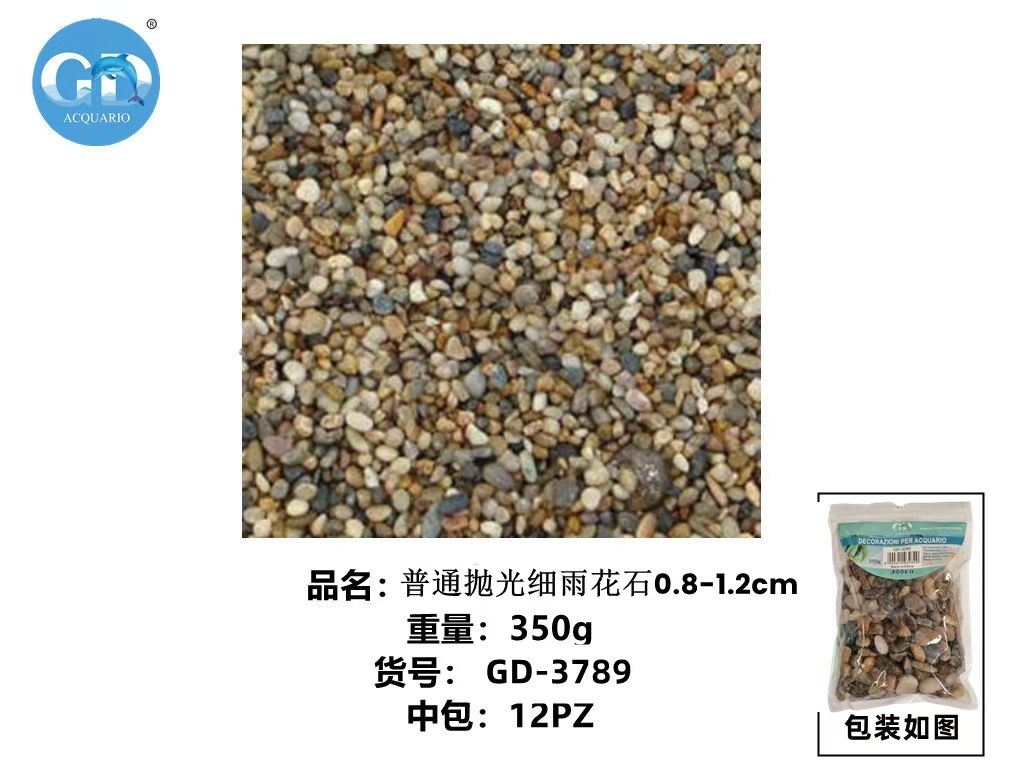 ®
GD
ACQUARIO
品名：普通抛光细雨花石0.8-1.2cm
重量：350g
货号： GD-3789
中包：12PZ
GD
DECORAZIONI PER ACQUARIO
包装如图